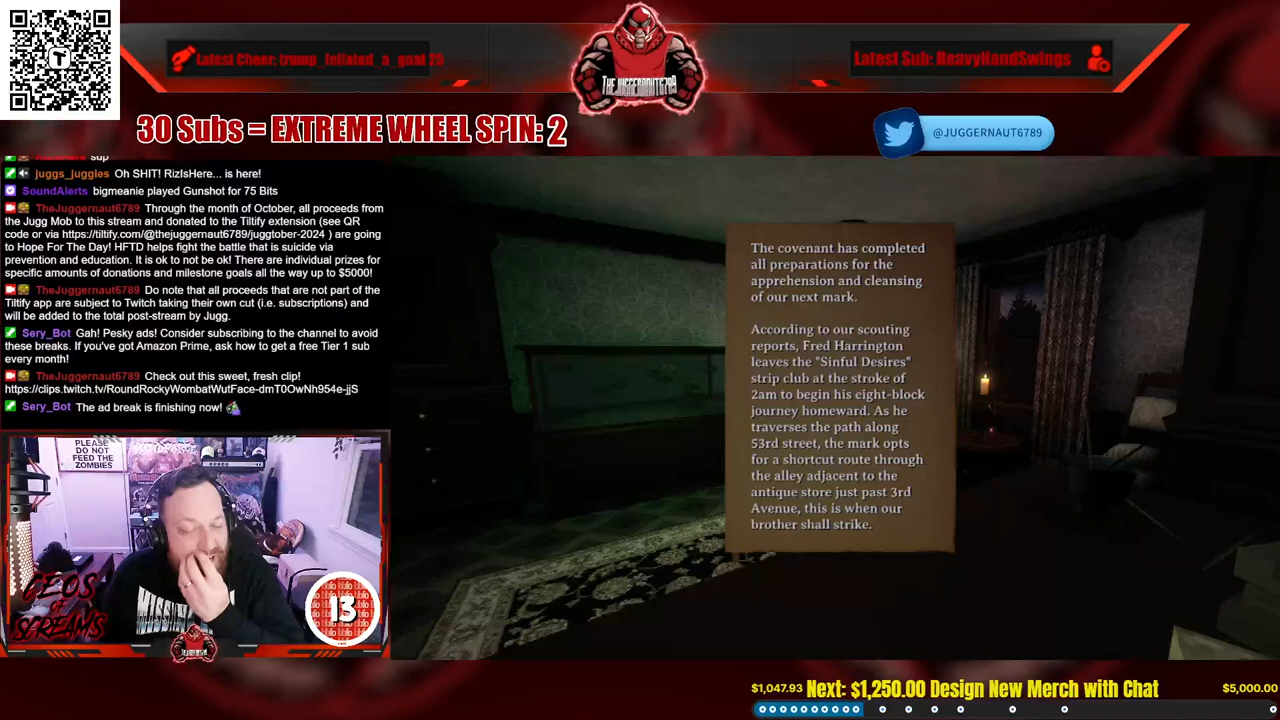 Latest Cheer: trump_follated_a_goat 25
THEJUGGERNAUT6789
Latest Sub: HeavyHandSwings
30 Subs = EXTREME WHEEL SPIN: 2
@JUGGERNAUT6789
sup
juggs_juggles Oh SHIT! RizIsHere... is here!
SoundAlerts bigmeanie played Gunshot for 75 Bits
TheJuggernaut6789 Through the month of October, all proceeds from
the Jugg Mob to this stream and donated to the Tiltify extension (see QR
code or via https://tiltify.com/@thejuggernaut6789/juggtober-2024 ) are going
to Hope For The Day! HFTD helps fight the battle that is suicide via
prevention and education. It is ok to not be ok! There are individual prizes for
specific amounts of donations and milestone goals all the way up to $5000!
TheJuggernaut6789 Do note that all proceeds that are not part of the
Tiltify app are subject to Twitch taking their own cut (i.e. subscriptions) and
will be added to the total post-stream by Jugg.
Sery_Bot Gah! Pesky ads! Consider subscribing to the channel to avoid
these breaks. If you've got Amazon Prime, ask how to get a free Tier 1 sub
every month!
TheJuggernaut6789 Check out this sweet, fresh clip!
https://clips.twitch.tv/RoundRockyWombatWutFace-dmT0OwNh954e-jjS
Sery_Bot The ad break is finishing now!
The covenant has completed
all preparations for the
apprehension and cleansing
of our next mark.
According to our scouting
reports, Fred Harrington
leaves the "Sinful Desires"
strip club at the stroke of
2am to begin his eight-block
journey homeward. As he
traverses the path along
53rd street, the mark opts
for a shortcut route through
the alley adjacent to the
antique store just past 3rd
Avenue, this is when our
brother shall strike.
PLEASE
DO NOT
FEED THE
ZOMBIES
GEOS
OF
SCREAMS
13
$1,047.93 Next: $1,250.00 Design New Merch with Chat $5,000.00